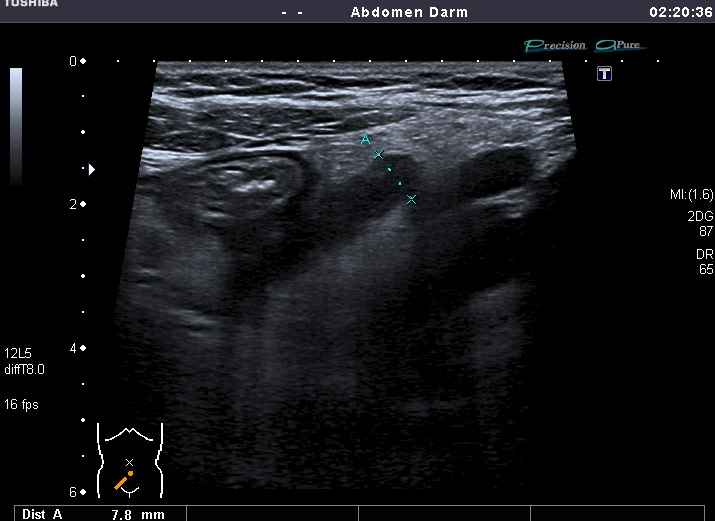 TOSHIBA
- - Abdomen Darm 02:20:36
Precision aPure
0
T
A
2
MI:(1.6)
2DG
87
DR
65
4
12L5
diffT8.0
16 fps
6
Dist A 7.8 mm